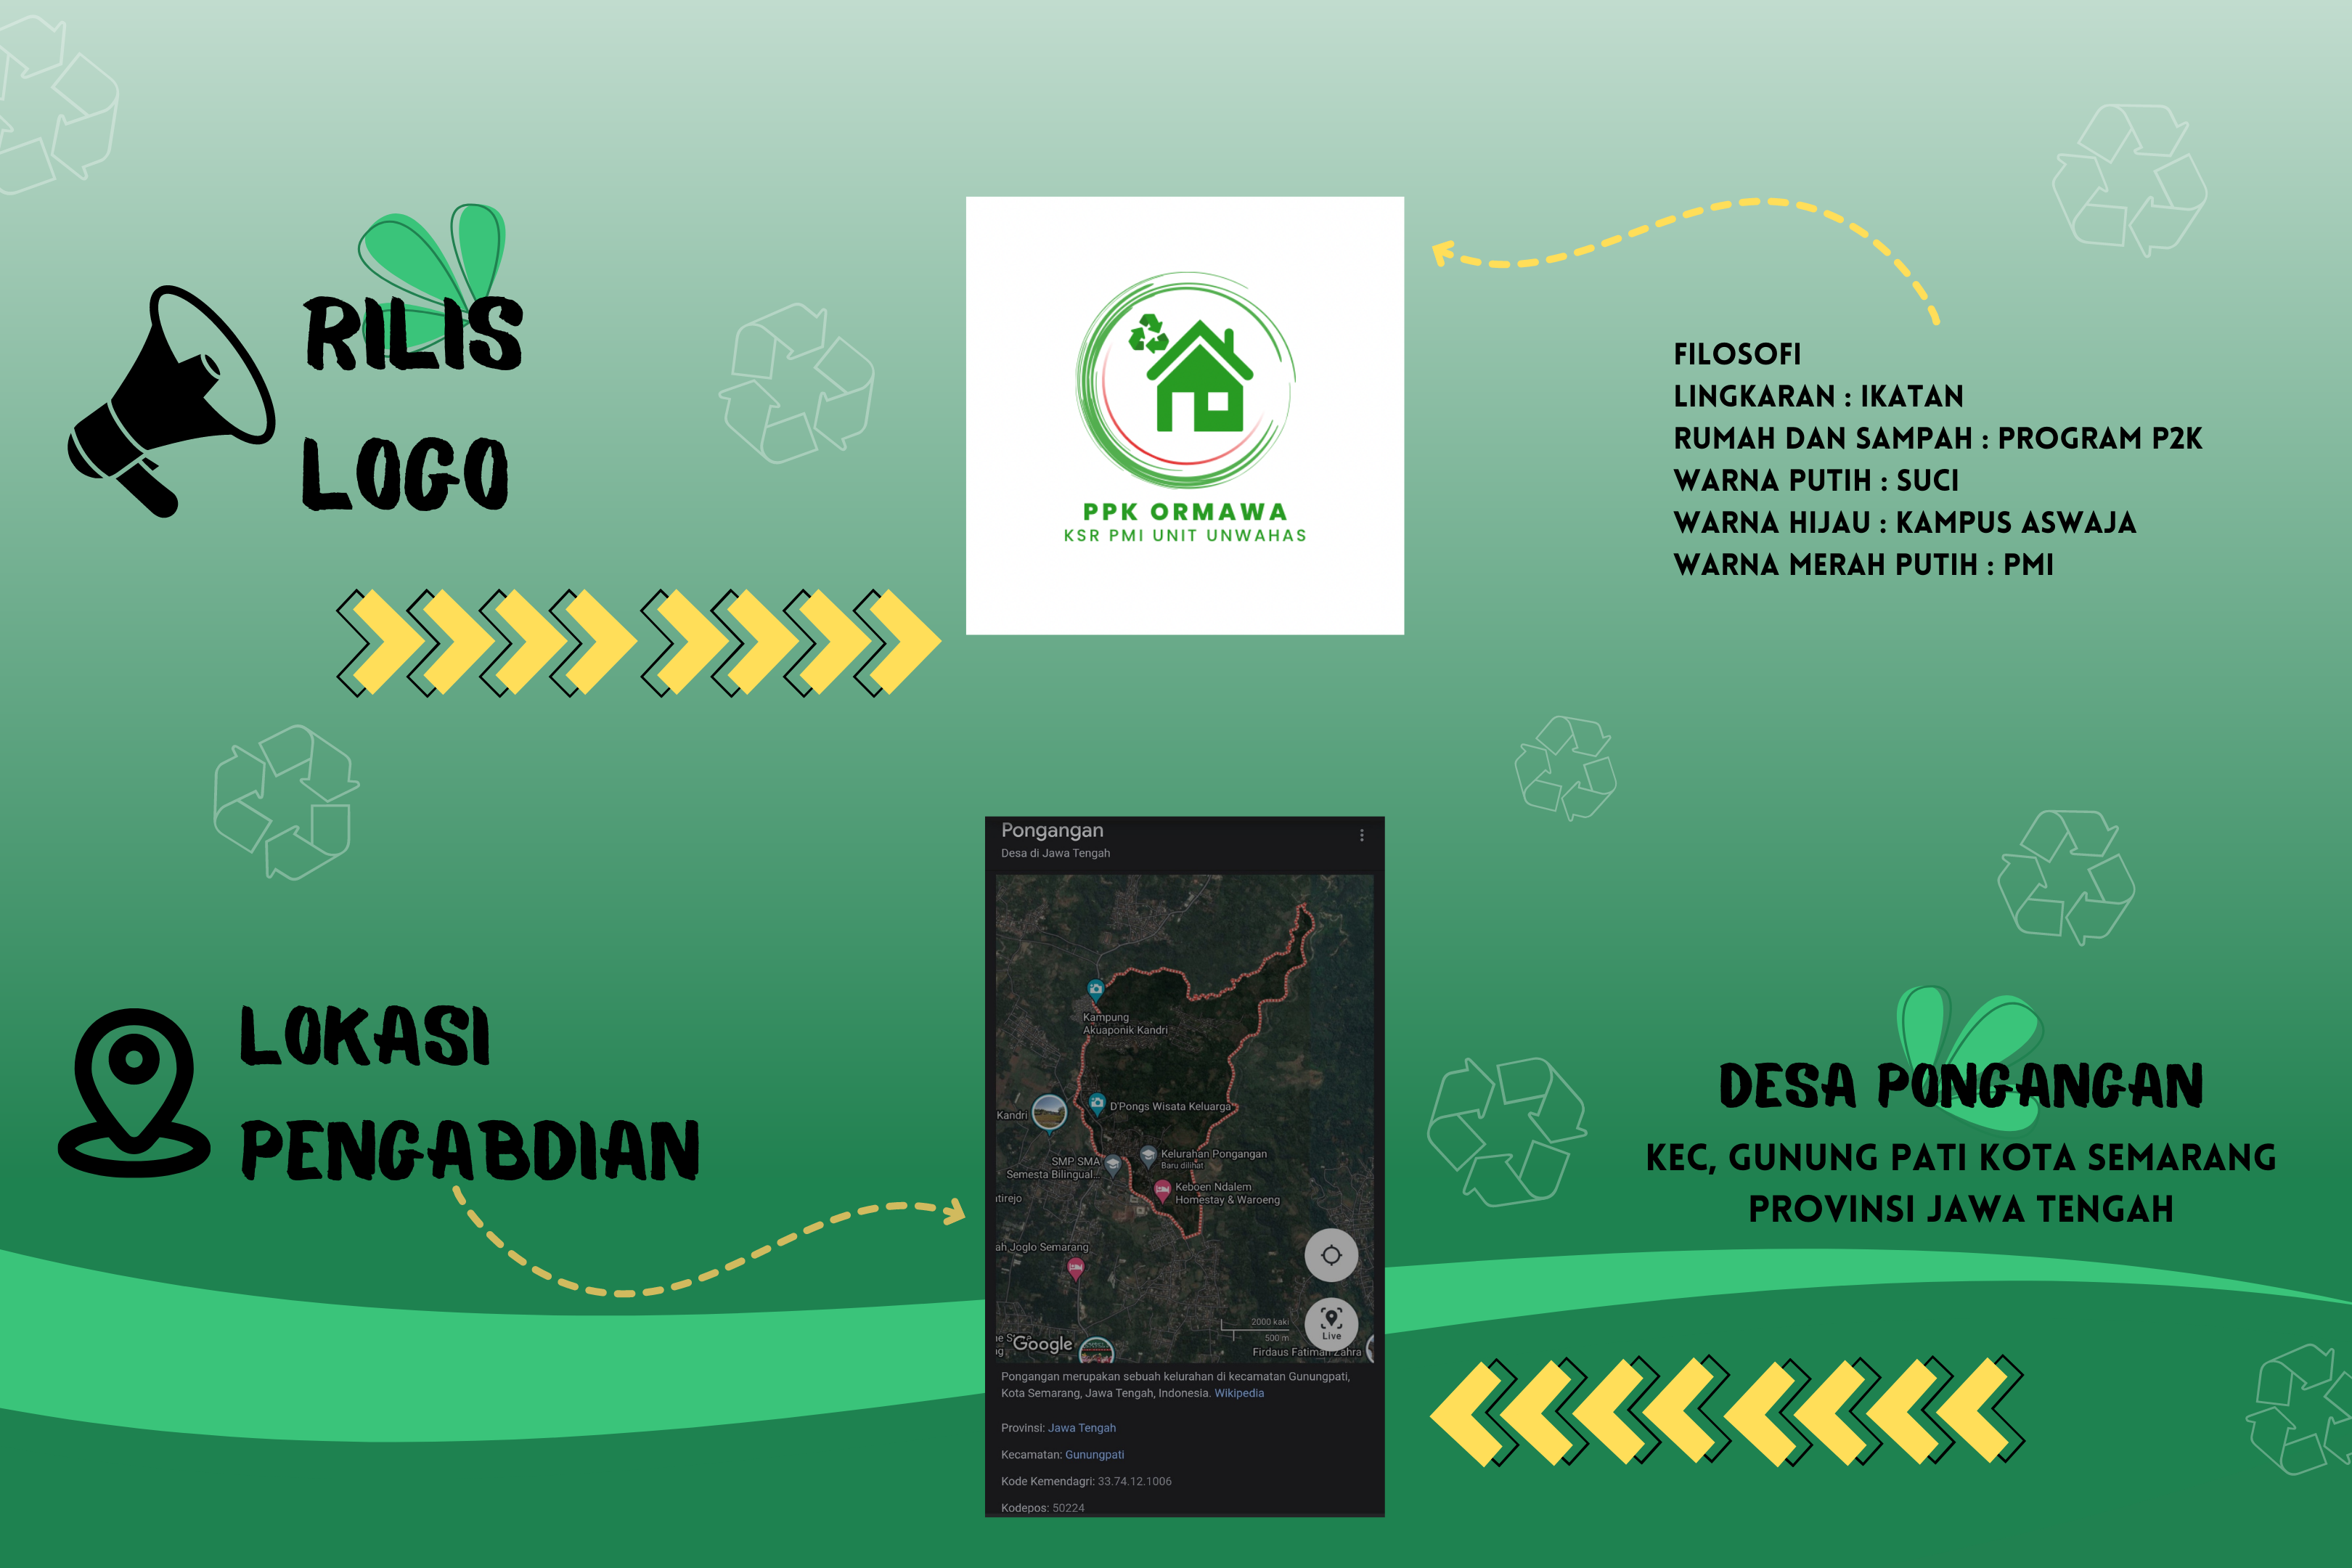 RILIS
LOGO
PPK ORMAWA
KSR PMI UNIT UNWAHAS
FILOSOFI
LINGKARAN : IKATAN
RUMAH DAN SAMPAH : PROGRAM P2K
WARNA PUTIH : SUCI
WARNA HIJAU : KAMPUS ASWAJA
WARNA MERAH PUTIH : PMI
LOKASI
PENGABDIAN
Pongangan
Desa di Jawa Tengah
Kampung
Akuaponik Kandri
Kandri
D'Pongs Wisata Keluarga
SMP SMA
Semesta Bilingual...
Kelurahan Pongangan
Baru dilihat
Keboen Ndalem
Homestay & Waroeng
tirejo
ah Joglo Semarang
2000 kaki
500 m
Live
Google
Firdaus Fatimah Zahra
Pongangan merupakan sebuah kelurahan di kecamatan Gunungpati,
Kota Semarang, Jawa Tengah, Indonesia. Wikipedia
Provinsi: Jawa Tengah
Kecamatan: Gunungpati
Kode Kemendagri: 33.74.12.1006
Kodepos: 50224
DESA PONGANGAN
KEC, GUNUNG PATI KOTA SEMARANG
PROVINSI JAWA TENGAH